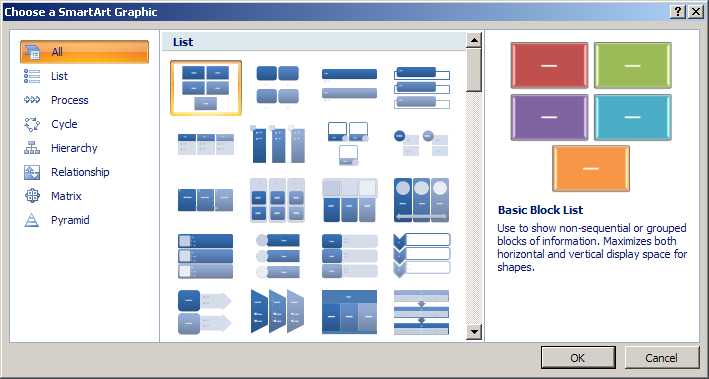 Choose a SmartArt Graphic
All
List
Process
Cycle
Hierarchy
Relationship
Matrix
Pyramid
List
Basic Block List
Use to show non-sequential or grouped
blocks of information. Maximizes both
horizontal and vertical display space for
shapes.
OK
Cancel